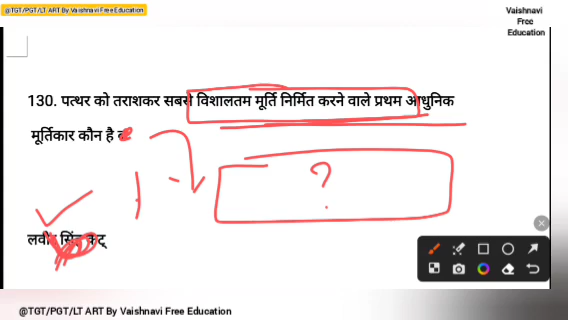 @TGT/PGT/LT ART By Vaishnavi Free Education
Vaishnavi
Free
Education
130. पत्थर को तराशकर सबसे विशालतम मूर्ति निर्मित करने वाले प्रथम आधुनिक
मूर्तिकार कौन है
?
@TGT/PGT/LT ART By Vaishnavi Free Education